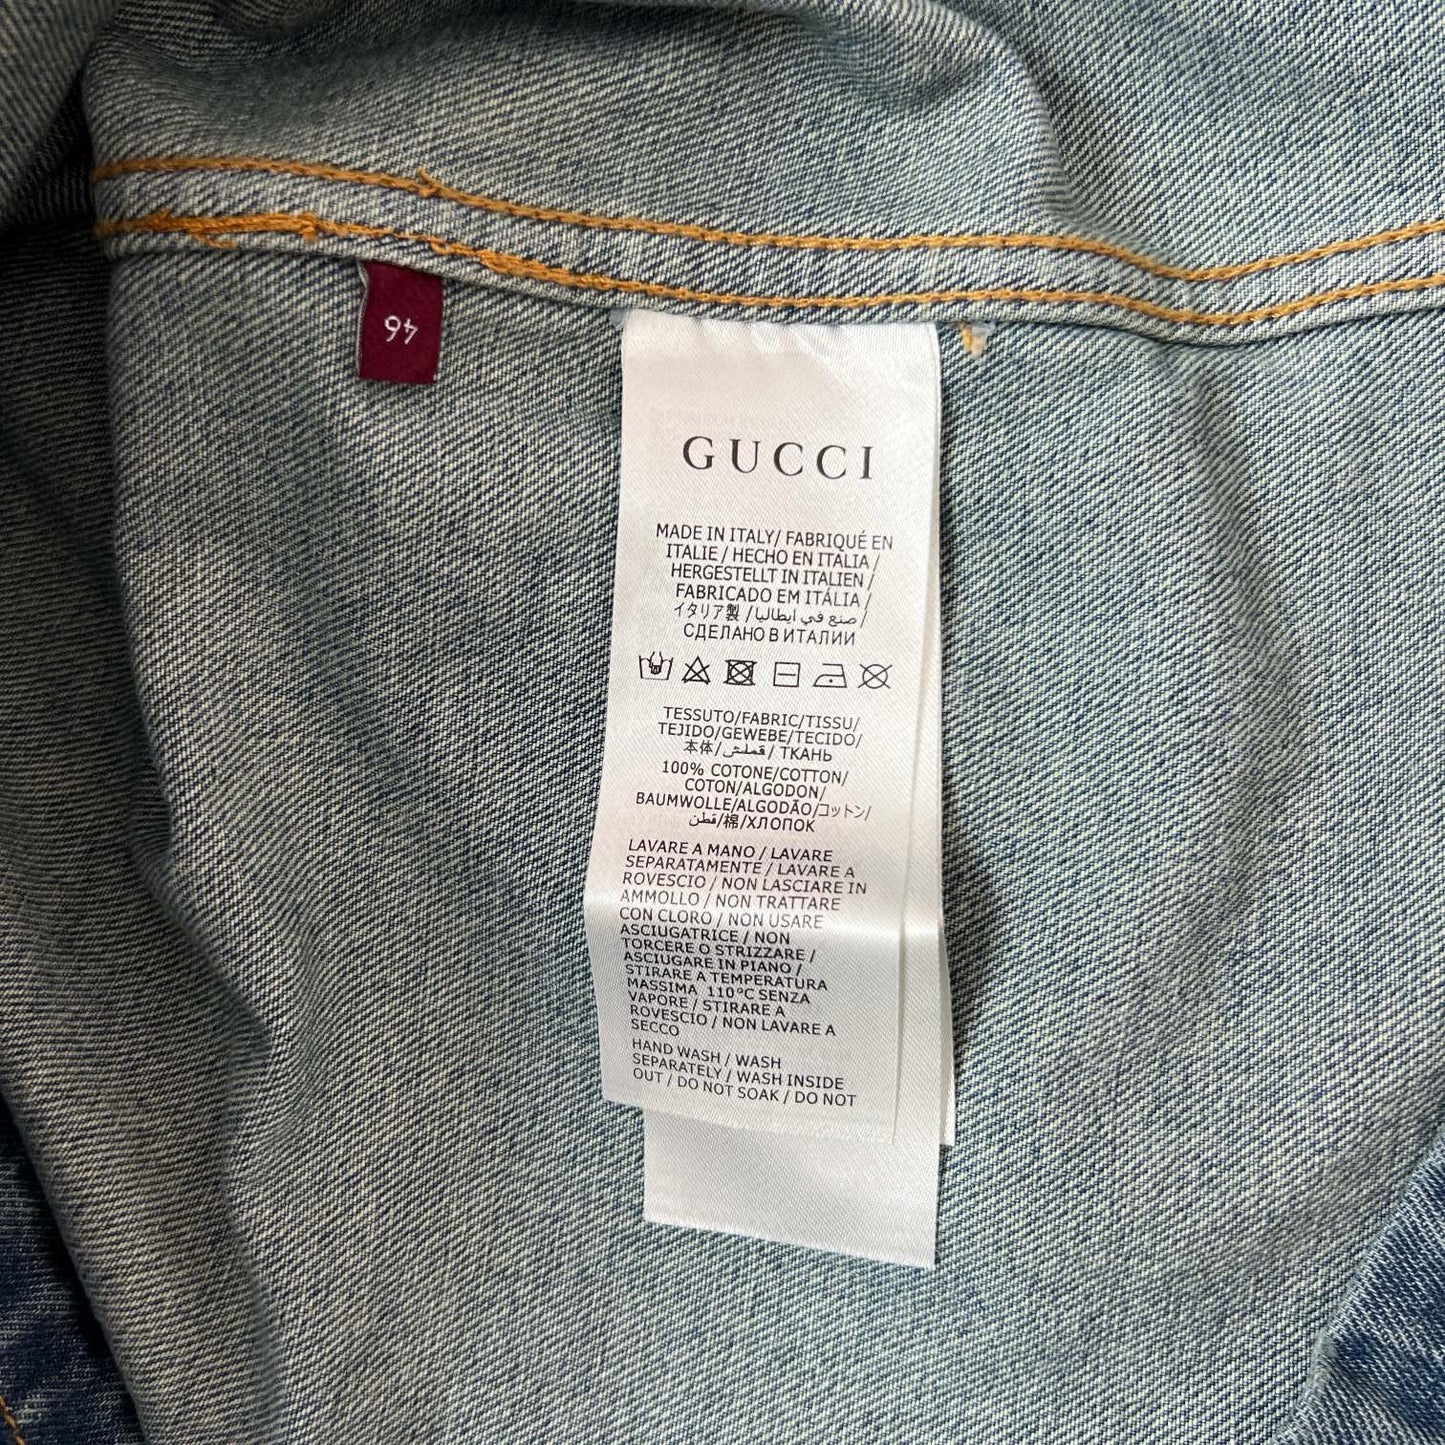 46
GUCCI
MADE IN ITALY/ FABRIQUÉ EN
ITALIE / HECHO EN ITALIA /
HERGESTELLT IN ITALIEN /
FABRICADO EM ITÁLIA /
イタリア製 / صنع في ايطاليا /
СДЕЛАНО В ИТАЛИИ
TESSUTO/FABRIC/TISSU/
TEJIDO/GEWEBE/TECIDO/
本体/قملش/ ТКАНЬ
100% COTONE/COTTON/
COTON/ALGODON/
BAUMWOLLE/ALGODÃO/コットン/
قطن/棉/ХЛОПОК
LAVARE A MANO / LAVARE
SEPARATAMENTE / LAVARE A
ROVESCIO / NON LASCIARE IN
AMMOLLO / NON TRATTARE
CON CLORO / NON USARE
ASCIUGATRICE / NON
TORCERE O STRIZZARE /
ASCIUGARE IN PIANO /
STIRARE A TEMPERATURA
MASSIMA 110°C SENZA
VAPORE / STIRARE A
ROVESCIO / NON LAVARE A
SECCO
HAND WASH / WASH
SEPARATELY / WASH INSIDE
OUT / DO NOT SOAK / DO NOT